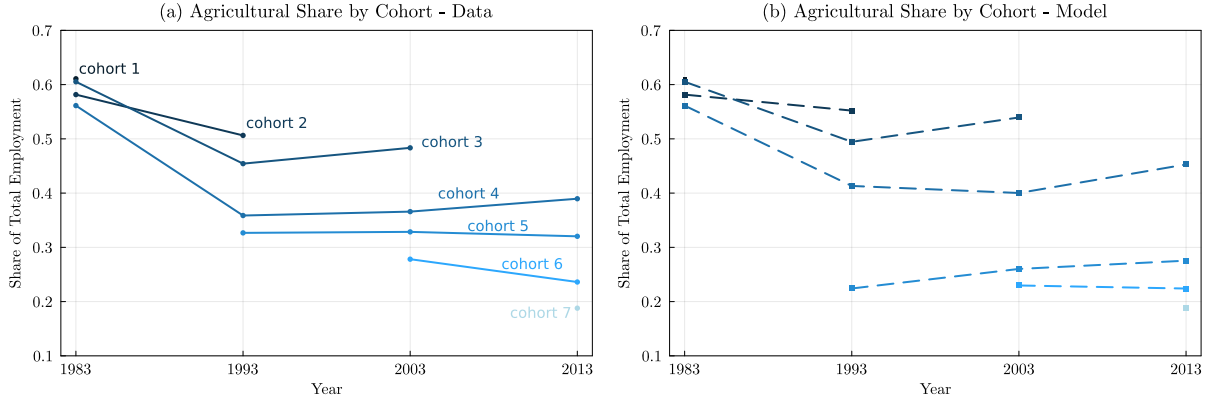 (a) Agricultural Share by Cohort - Data
0.7
0.6
0.5
0.4
0.3
0.2
0.1
Share of Total Employment
cohort 1
cohort 2
cohort 3
cohort 4
cohort 5
cohort 6
cohort 7
1983
1993
2003
2013
Year
(b) Agricultural Share by Cohort - Model
0.7
0.6
0.5
0.4
0.3
0.2
0.1
Share of Total Employment
1983
1993
2003
2013
Year